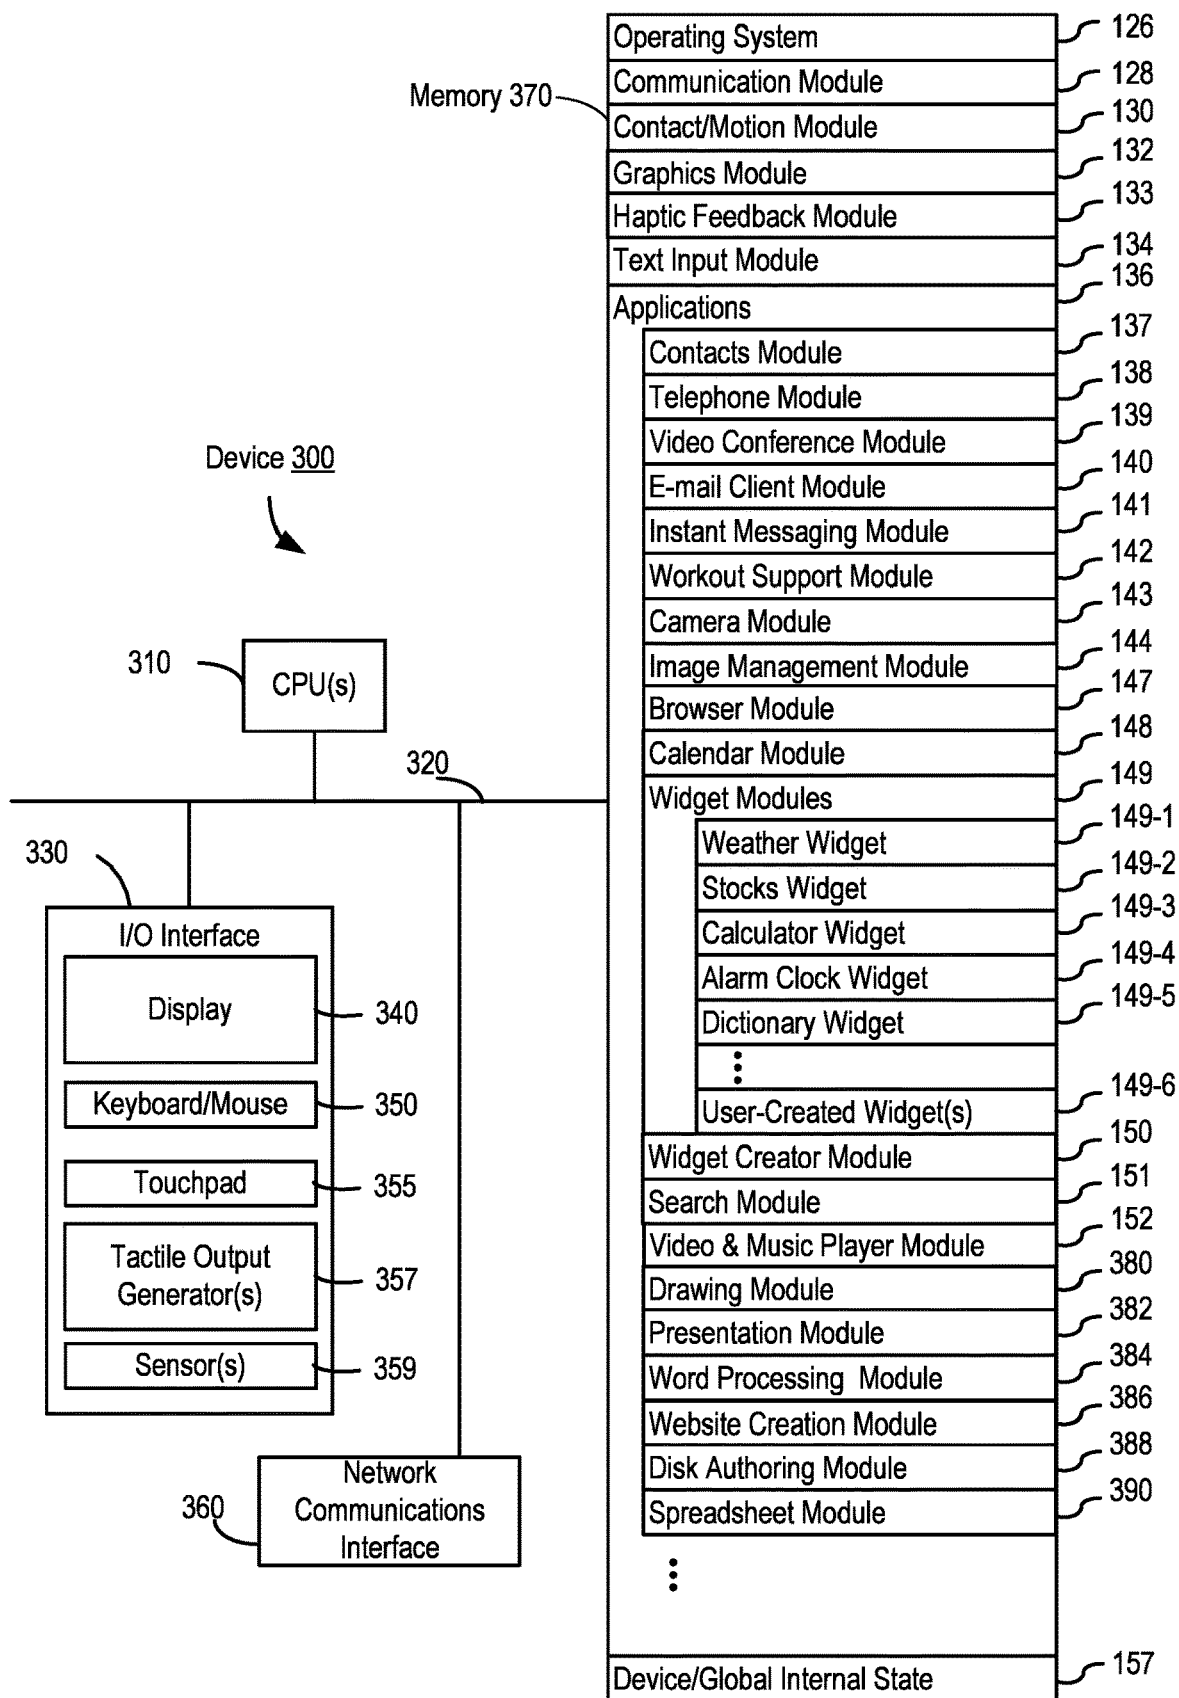 Operating System 126
Communication Module 128
Memory 370
Contact/Motion Module 130
Graphics Module 132
Haptic Feedback Module 133
Text Input Module 134
Applications 136
Contacts Module 137
Telephone Module 138
Video Conference Module 139
E-mail Client Module 140
Instant Messaging Module 141
Workout Support Module 142
Camera Module 143
Image Management Module 144
Browser Module 147
Calendar Module 148
Widget Modules 149
Weather Widget 149-1
Stocks Widget 149-2
Calculator Widget 149-3
Alarm Clock Widget 149-4
Dictionary Widget 149-5
User-Created Widget(s) 149-6
Widget Creator Module 150
Search Module 151
Video & Music Player Module 152
Drawing Module 380
Presentation Module 382
Word Processing Module 384
Website Creation Module 386
Disk Authoring Module 388
Spreadsheet Module 390
Device/Global Internal State 157
Device 300
310
CPU(s)
320
330
I/O Interface
Display 340
Keyboard/Mouse 350
Touchpad 355
Tactile Output
Generator(s) 357
Sensor(s) 359
360
Network
Communications
Interface